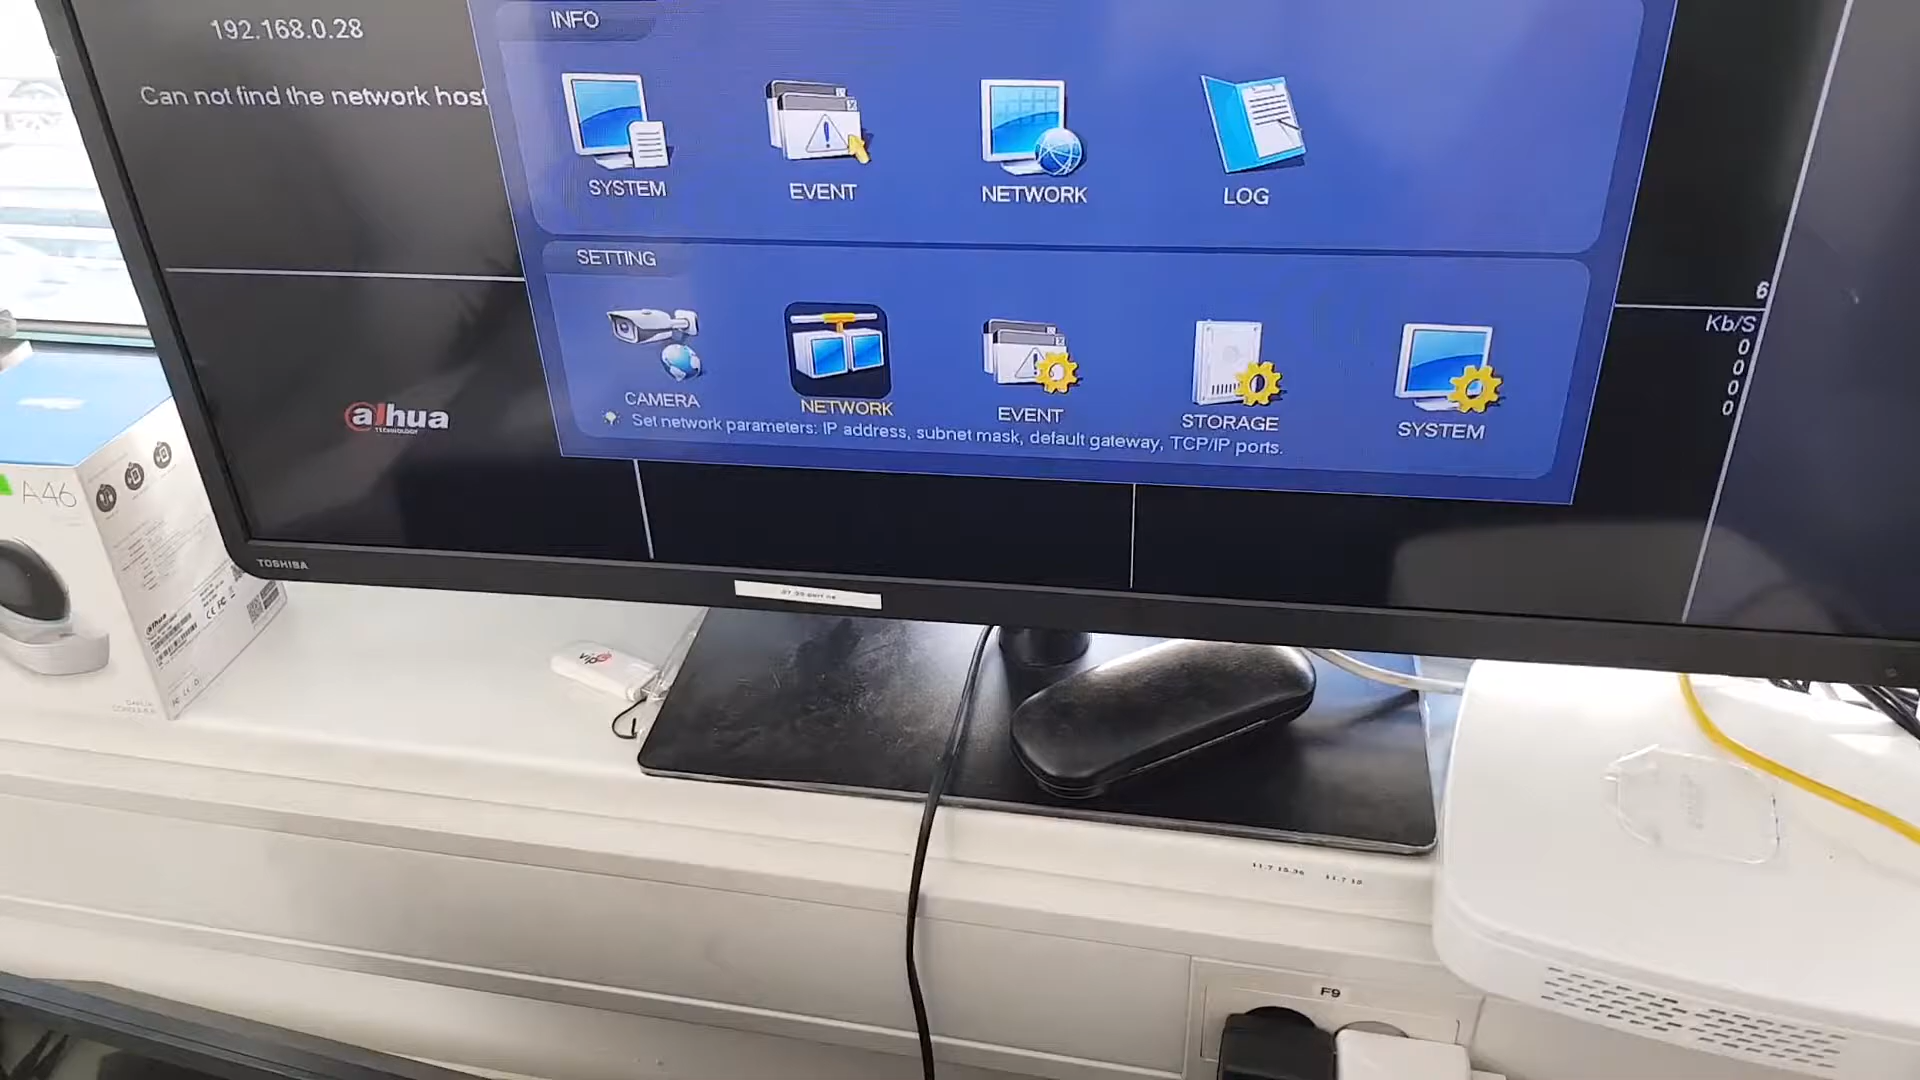 192.168.0.28
Can not find the network host
INFO
SYSTEM
EVENT
NETWORK
LOG
SETTING
CAMERA
NETWORK
EVENT
STORAGE
SYSTEM
Set network parameters: IP address, subnet mask, default gateway, TCP/IP ports.
6
Kb/S
0
0
0
0
alhua
TECHNOLOGY
A46
TOSHIBA
F9